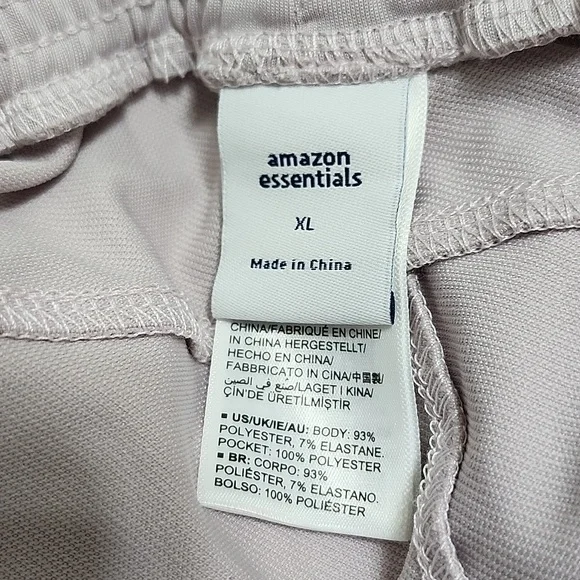 amazon
essentials
XL
Made in China
CHINA/FABRIQUÉ EN CHINE/
IN CHINA HERGESTELLT/
HECHO EN CHINA/
FABBRICATO IN CINA/中国製/
صنع في الصين/LAGET I KINA/
ÇİN'DE ÜRETİLMİŞTİR
■ US/UK/IE/AU: BODY: 93%
POLYESTER, 7% ELASTANE.
POCKET: 100% POLYESTER
■ BR: CORPO: 93%
POLIÉSTER, 7% ELASTANO.
BOLSO: 100% POLIÉSTER